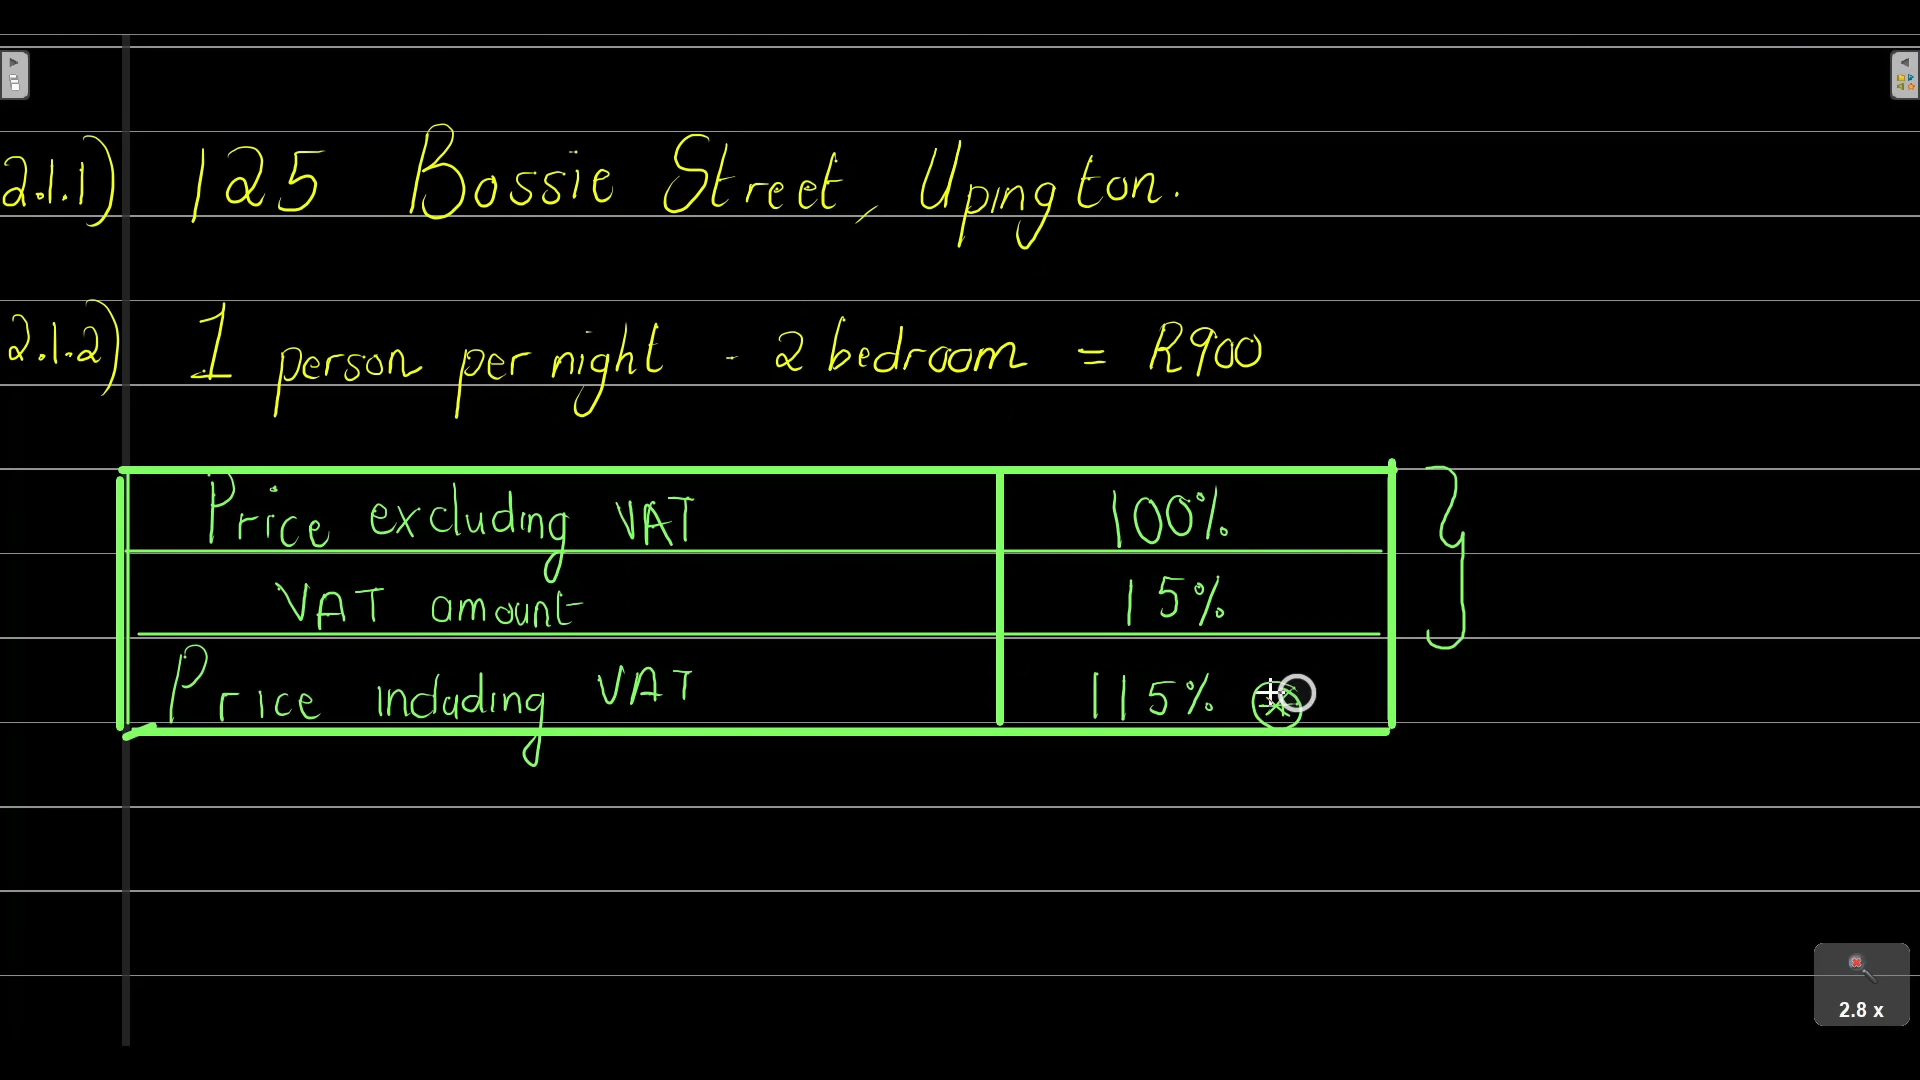 2.1.1) 125 Bossie Street, Upington.
2.1.2) 1 person per night - 2 bedroom = R900
Price excluding VAT 100%
VAT amount 15%
Price including VAT 115% *
2.8 x